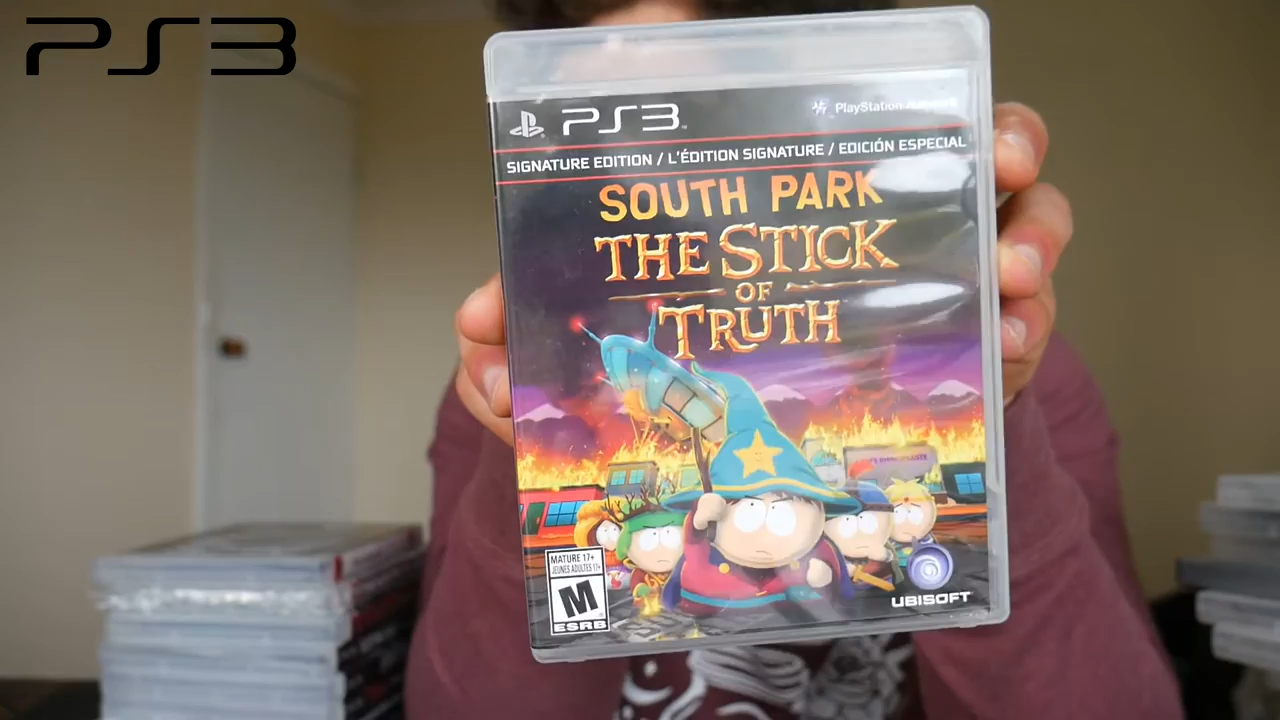 PS3
PS3
PlayStation Network
SIGNATURE EDITION / L'ÉDITION SIGNATURE / EDICIÓN ESPECIAL
SOUTH PARK
THE STICK
OF
TRUTH
MATURE 17+
JEUNES ADULTES 17+
M
ESRB
UBISOFT